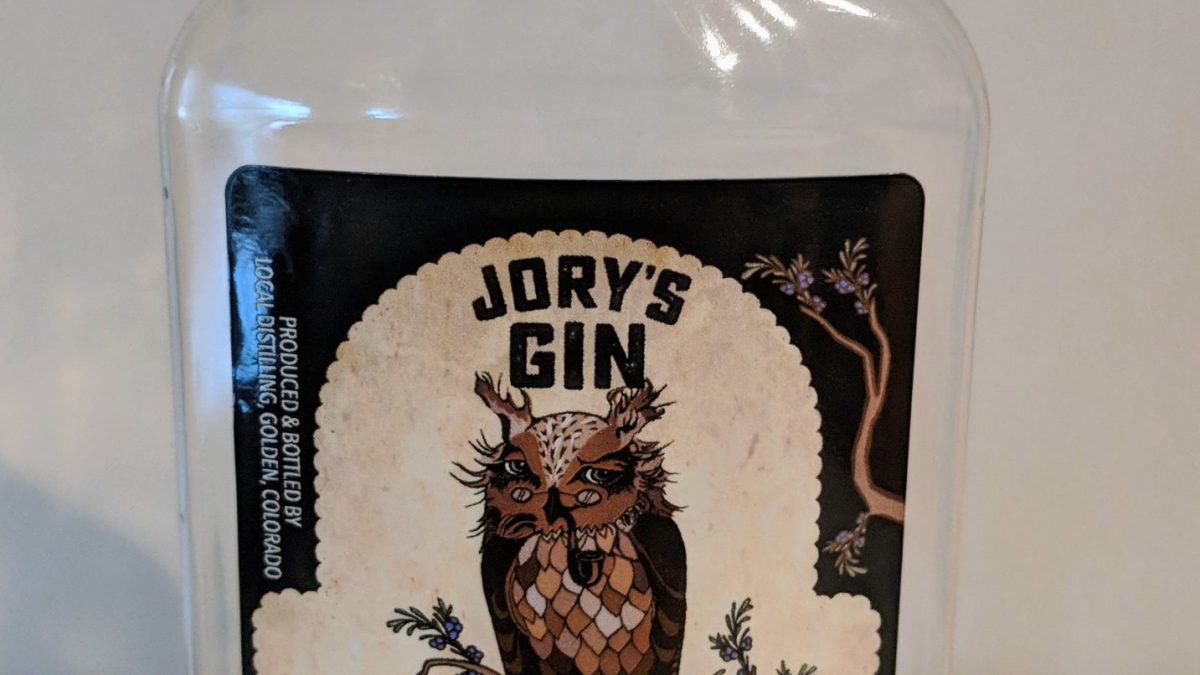 JORY'S
GIN
PRODUCED & BOTTLED BY
LOCAL DISTILLING, GOLDEN, COLORADO